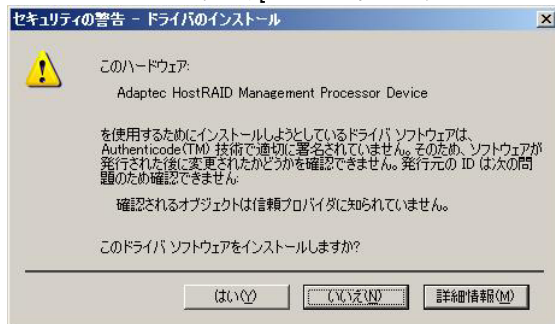 セキュリティの警告 - ドライバのインストール
このハードウェア:
Adaptec HostRAID Management Processor Device
を使用するためにインストールしようとしているドライバ ソフトウェアは、
Authenticode(TM) 技術で適切に署名されていません。そのため、ソフトウェアが
発行された後に変更されたかどうかを確認できません。発行元の ID は次の問
題のため確認できません:
確認されるオブジェクトは信頼プロバイダに知られていません。
このドライバ ソフトウェアをインストールしますか?
はい(Y) いいえ(N) 詳細情報(M)